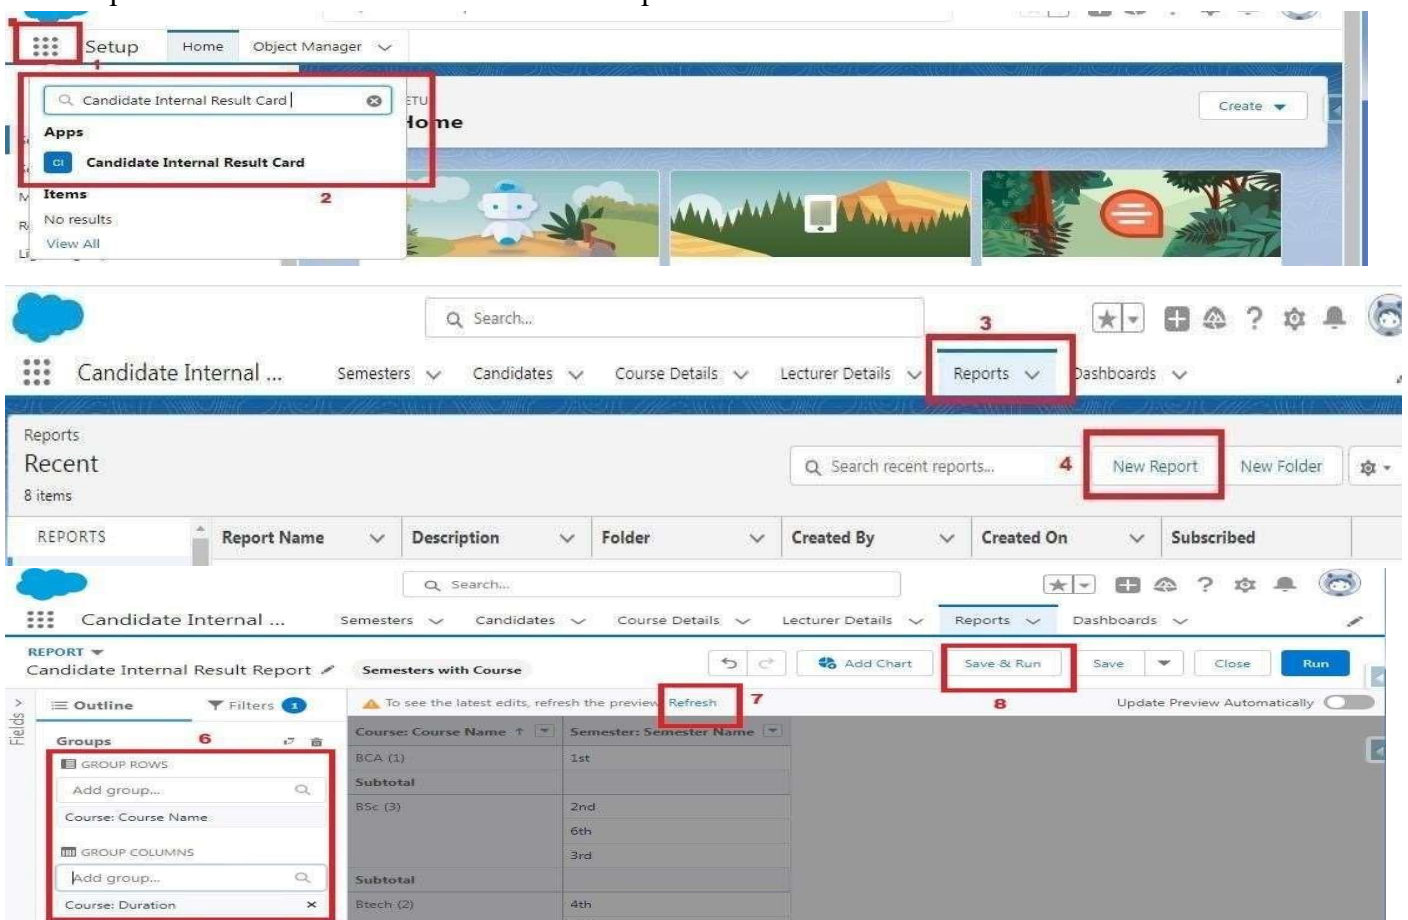 Setup Home Object Manager
1
Candidate Internal Result Card
ETU
Home
Create
Apps
CI Candidate Internal Result Card
Items
2
No results
View All
Search...
3
Candidate Internal ... Semesters Candidates Course Details Lecturer Details Reports Dashboards
Reports
Recent
8 items
Search recent reports... 4 New Report New Folder
REPORTS Report Name Description Folder Created By Created On Subscribed
Search...
Candidate Internal ... Semesters Candidates Course Details Lecturer Details Reports Dashboards
REPORT
Candidate Internal Result Report Semesters with Course Add Chart Save & Run Save Close Run
Fields > Outline Filters 1 To see the latest edits, refresh the preview. Refresh 7 8 Update Preview Automatically
Groups 6 Course: Course Name Semester: Semester Name
GROUP ROWS BCA (1) 1st
Add group... Subtotal
Course: Course Name BSc (3) 2nd
6th
GROUP COLUMNS 3rd
Add group... Subtotal
Course: Duration Btech (2) 4th